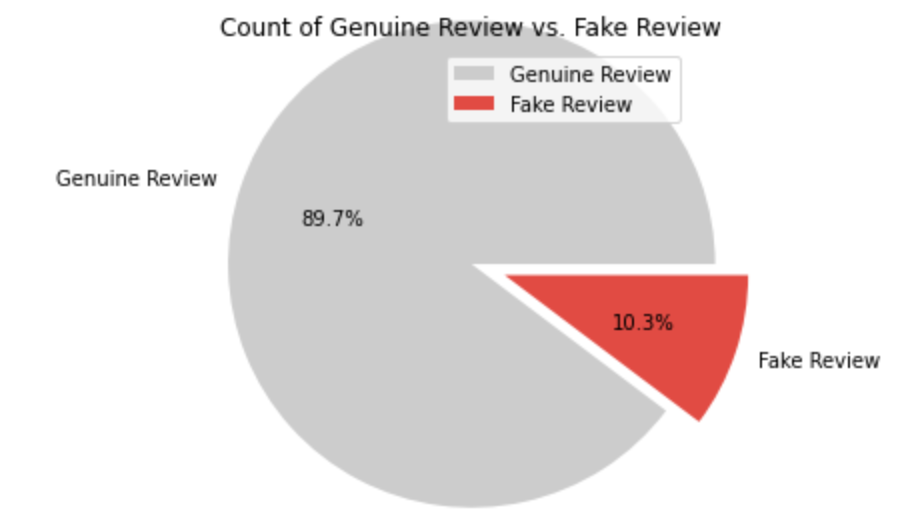 Count of Genuine Review vs. Fake Review
Genuine Review
Fake Review
Genuine Review
89.7%
10.3%
Fake Review